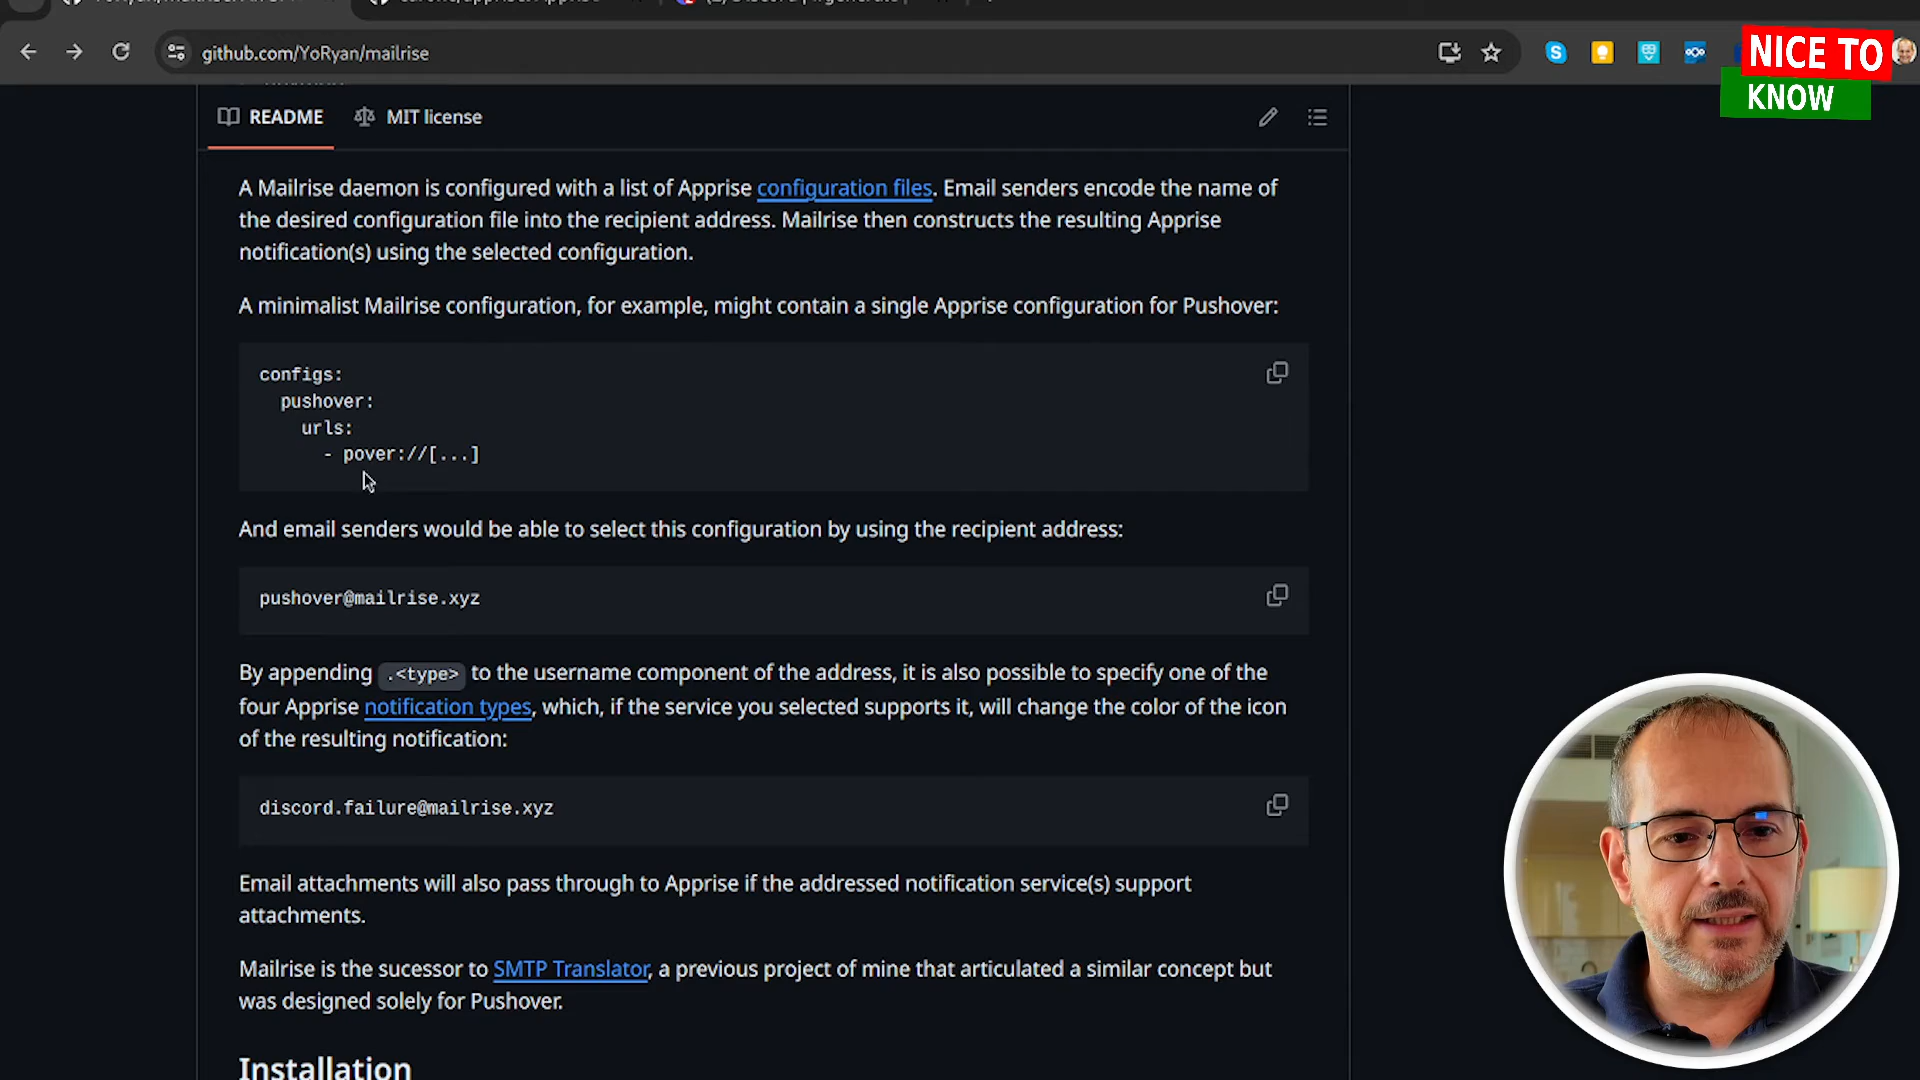 github.com/YoRyan/mailrise
NICE TO
KNOW
README
MIT license
A Mailrise daemon is configured with a list of Apprise configuration files. Email senders encode the name of
the desired configuration file into the recipient address. Mailrise then constructs the resulting Apprise
notification(s) using the selected configuration.
A minimalist Mailrise configuration, for example, might contain a single Apprise configuration for Pushover:
configs:
pushover:
urls:
- pover://[...]
And email senders would be able to select this configuration by using the recipient address:
pushover@mailrise.xyz
By appending .<type> to the username component of the address, it is also possible to specify one of the
four Apprise notification types, which, if the service you selected supports it, will change the color of the icon
of the resulting notification:
discord.failure@mailrise.xyz
Email attachments will also pass through to Apprise if the addressed notification service(s) support
attachments.
Mailrise is the sucessor to SMTP Translator, a previous project of mine that articulated a similar concept but
was designed solely for Pushover.
Installation